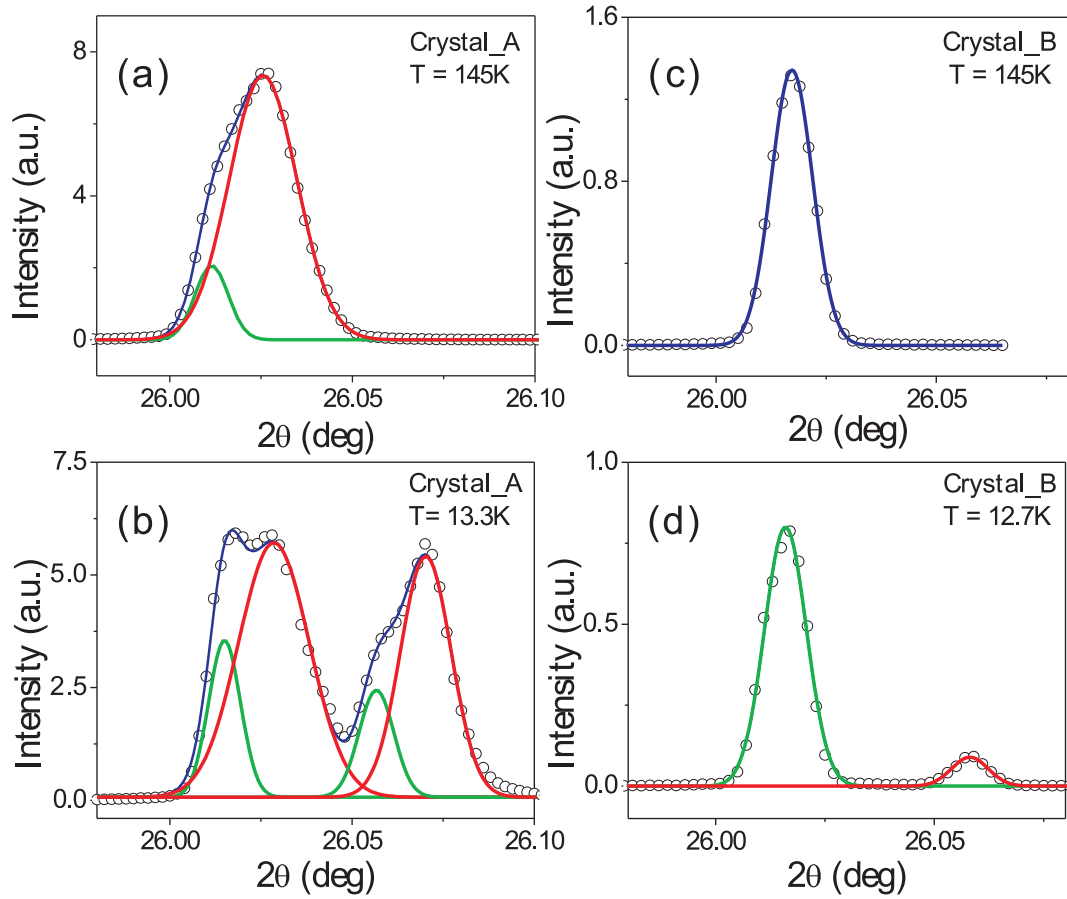 (a)
Crystal_A
T = 145K
Intensity (a.u.)
8
4
0
26.00
26.05
26.10
2θ (deg)
(c)
Crystal_B
T = 145K
Intensity (a.u.)
1.6
0.8
0.0
26.00
26.05
2θ (deg)
(b)
Crystal_A
T= 13.3K
Intensity (a.u.)
7.5
5.0
2.5
0.0
26.00
26.05
26.10
2θ (deg)
(d)
Crystal_B
T = 12.7K
Intensity (a.u.)
1.0
0.5
0.0
26.00
26.05
2θ (deg)